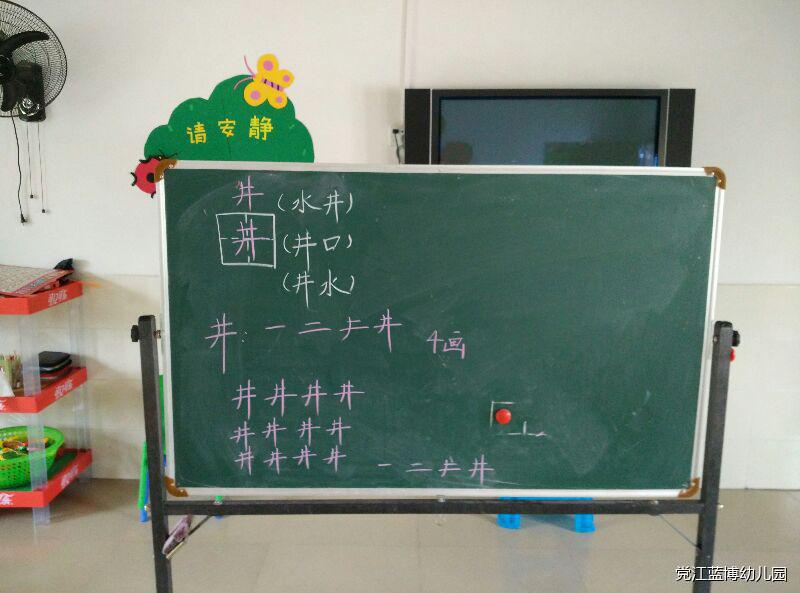 请安静
井 (水井)
井 (井口)
(井水)
井: 一 二 キ 井 4画
井 井 井 井
井 井 井 井
井 井 井 井 一 二 キ 井
党江蓝博幼儿园